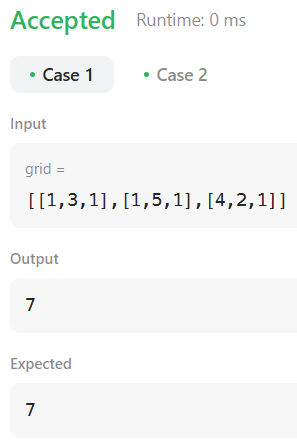 Accepted Runtime: 0 ms
• Case 1 • Case 2
Input
grid =
[[1,3,1],[1,5,1],[4,2,1]]
Output
7
Expected
7